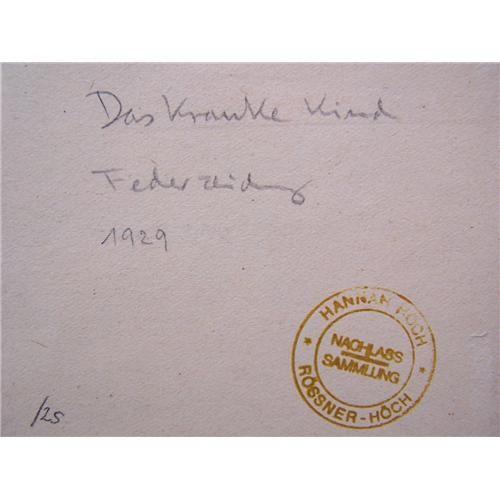 Das Kranke Kind
Federzeichnung
1929
* HANNAH HÖCH *
NACHLASS
SAMMLUNG
RÖSSNER-HÖCH
/25